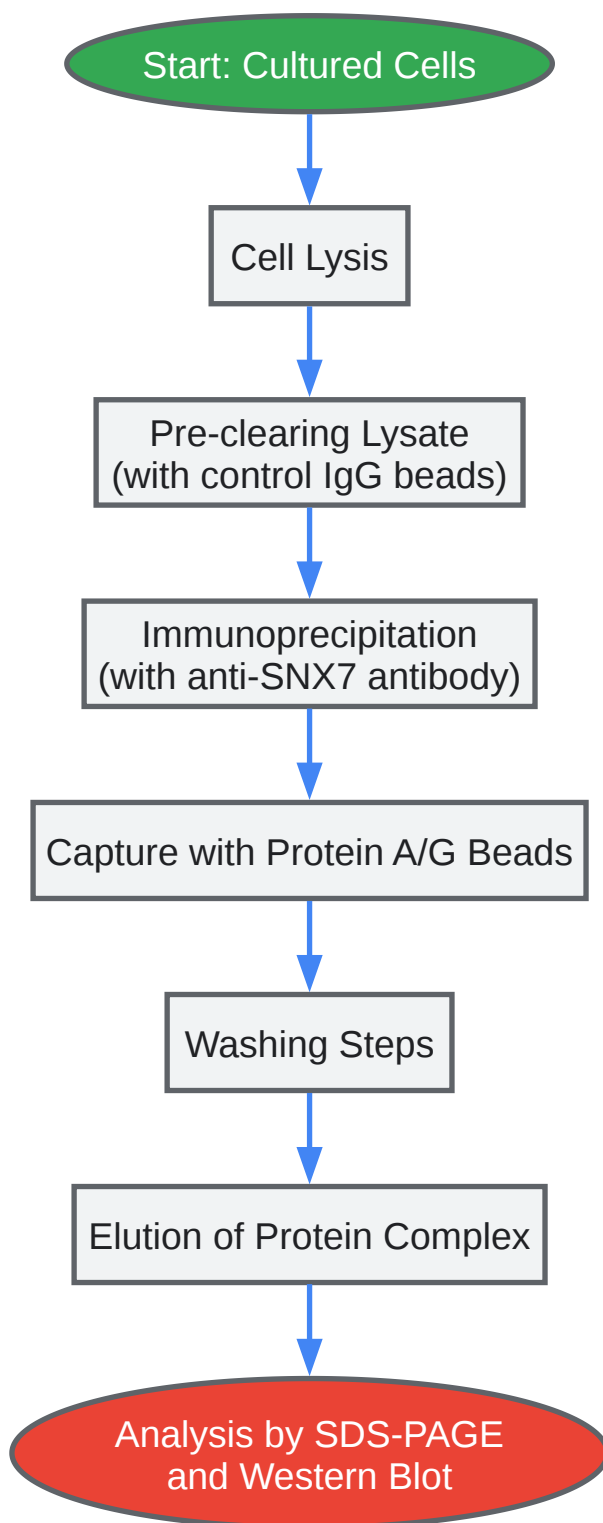 Start: Cultured Cells
Cell Lysis
Pre-clearing Lysate
(with control IgG beads)
Immunoprecipitation
(with anti-SNX7 antibody)
Capture with Protein A/G Beads
Washing Steps
Elution of Protein Complex
Analysis by SDS-PAGE
and Western Blot